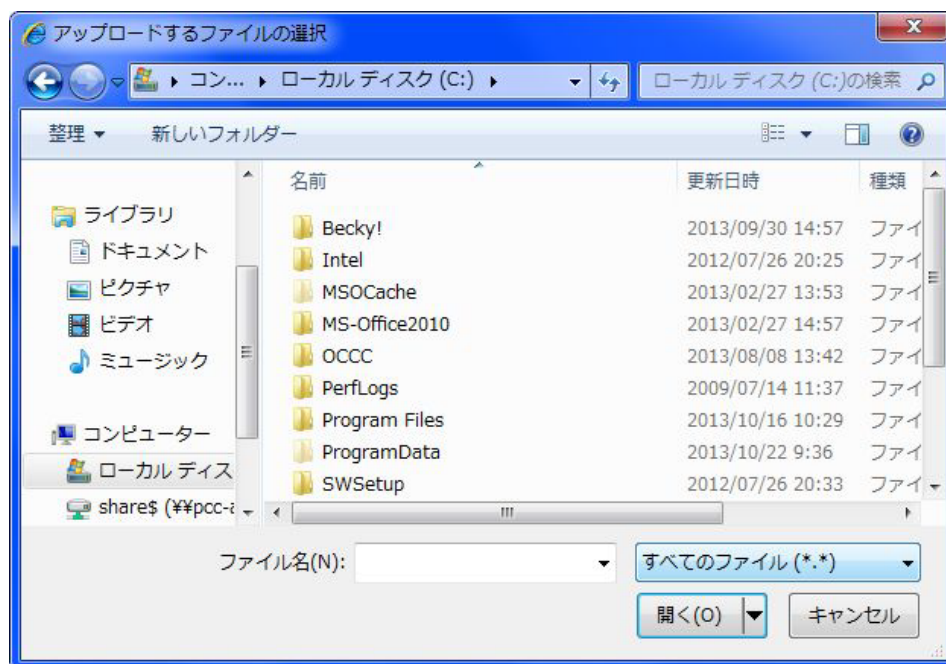 アップロードするファイルの選択
コン... ローカル ディスク (C:) ローカル ディスク (C:)の検索
整理 新しいフォルダー
名前 更新日時 種類
ライブラリ
ドキュメント
ピクチャ
ビデオ
ミュージック
コンピューター
ローカル ディス
share$ (¥¥pcc-a
Becky! 2013/09/30 14:57 ファイ
Intel 2012/07/26 20:25 ファイ
MSOCache 2013/02/27 13:53 ファイ
MS-Office2010 2013/02/27 14:57 ファイ
OCCC 2013/08/08 13:42 ファイ
PerfLogs 2009/07/14 11:37 ファイ
Program Files 2013/10/16 10:29 ファイ
ProgramData 2013/10/22 9:36 ファイ
SWSetup 2012/07/26 20:33 ファイ
ファイル名(N): すべてのファイル (*.*)
開く(O) キャンセル